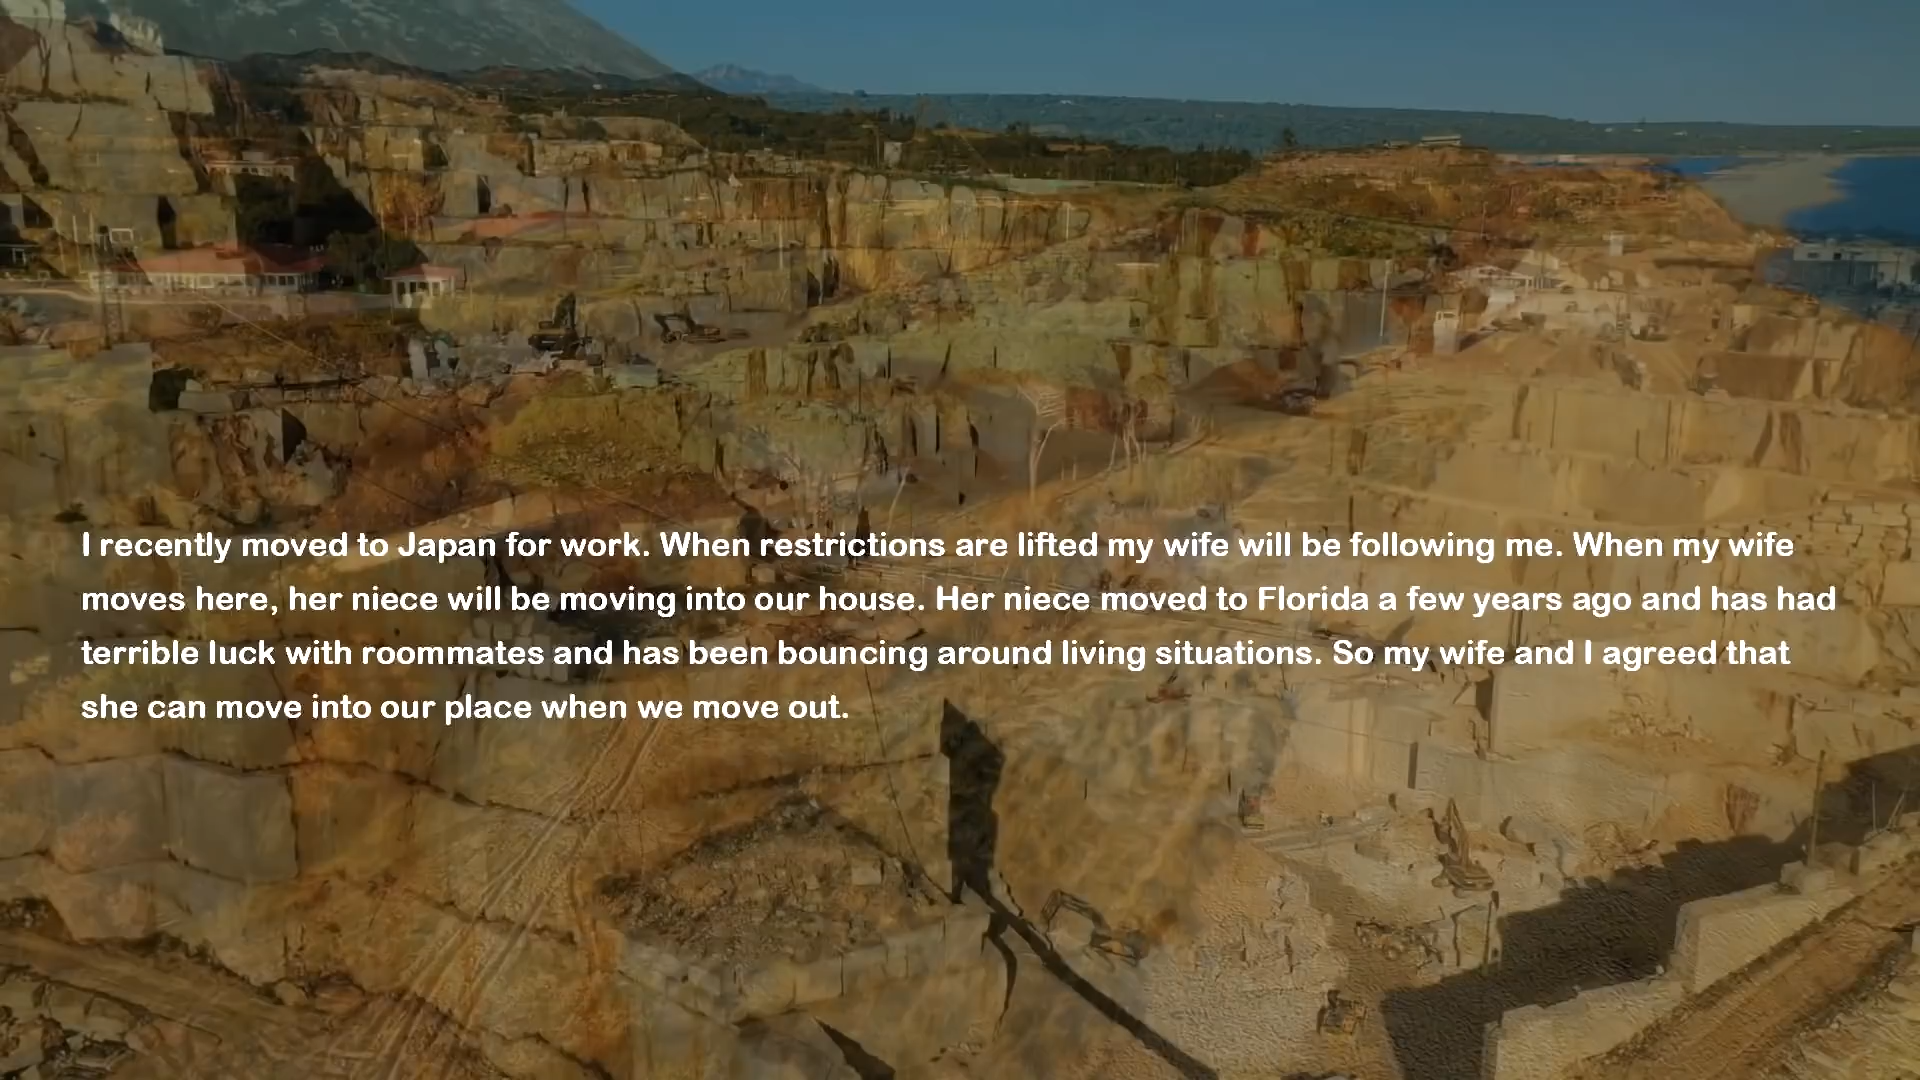 I recently moved to Japan for work. When restrictions are lifted my wife will be following me. When my wife
moves here, her niece will be moving into our house. Her niece moved to Florida a few years ago and has had
terrible luck with roommates and has been bouncing around living situations. So my wife and I agreed that
she can move into our place when we move out.